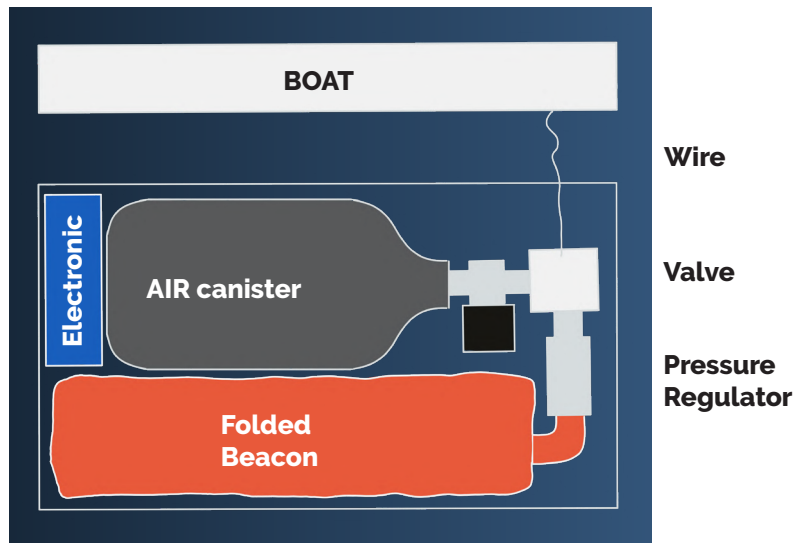 BOAT
Wire
Electronic
AIR canister
Valve
Pressure
Regulator
Folded
Beacon